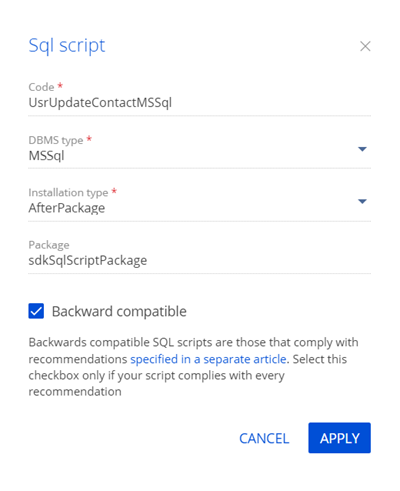 Sql script
Code *
UsrUpdateContactMSSql
DBMS type *
MSSql
Installation type *
AfterPackage
Package
sdkSqlScriptPackage
Backward compatible
Backwards compatible SQL scripts are those that comply with
recommendations specified in a separate article. Select this
checkbox only if your script complies with every
recommendation
CANCEL APPLY